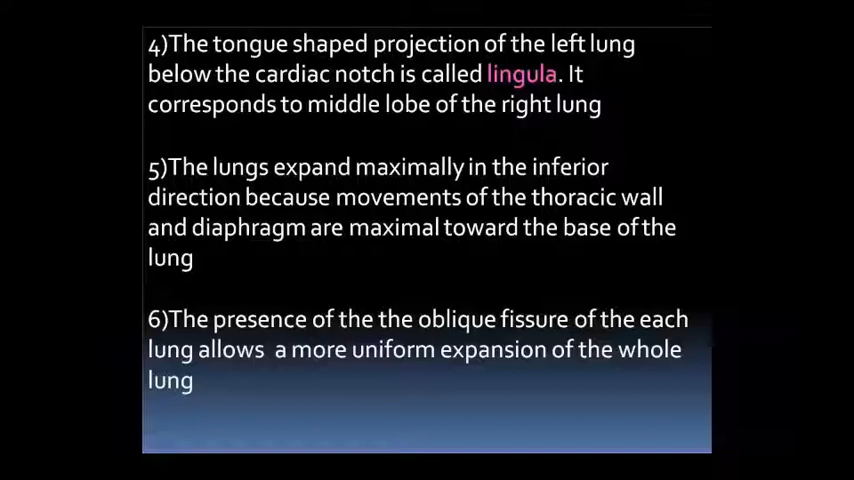 4)The tongue shaped projection of the left lung
below the cardiac notch is called lingula. It
corresponds to middle lobe of the right lung
5)The lungs expand maximally in the inferior
direction because movements of the thoracic wall
and diaphragm are maximal toward the base of the
lung
6)The presence of the the oblique fissure of the each
lung allows  a more uniform expansion of the whole
lung